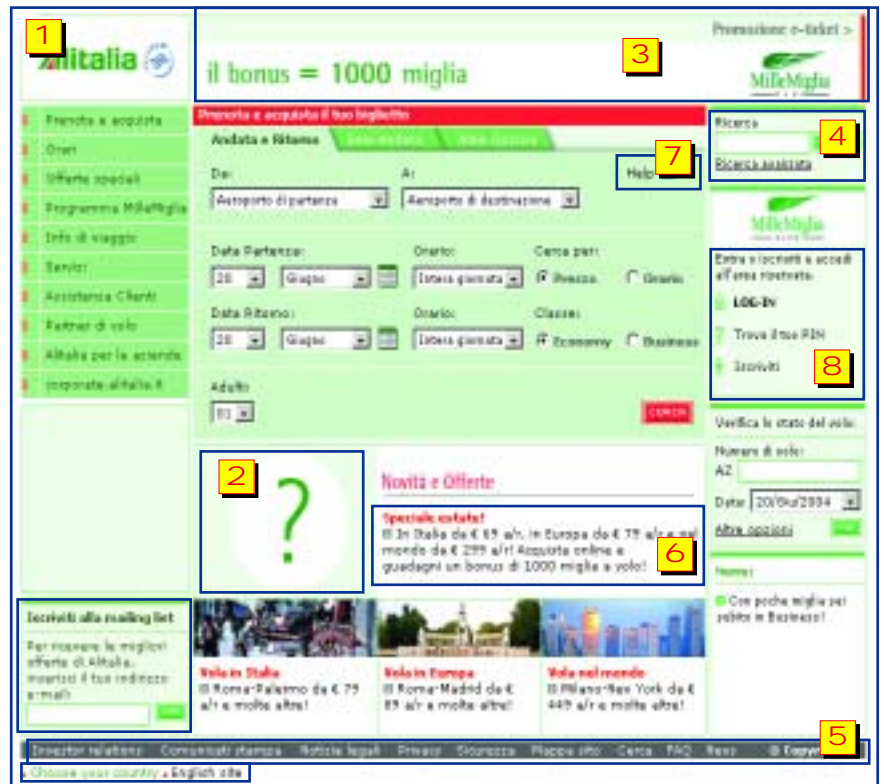 1
Alitalia
Promozione e-ticket >
3
il bonus = 1000 miglia
MilleMiglia
Prenota e acquista
Orari
Offerte speciali
Programma MilleMiglia
Info di viaggio
Servizi
Assistenza Clienti
Partner di volo
Alitalia per le aziende
corporate.alitalia.it
Prenota e acquista il tuo biglietto
Andata e Ritorno
7
Da:
A:
Help
Aeroporto di partenza
Aeroporto di destinazione
Data Partenza:
Orario:
Cerca per:
20
Giugno
Intera giornata
Prezzo
Orario
Data Ritorno:
Orario:
Classe:
20
Giugno
Intera giornata
Economy
Business
Adulti
01
CERCA
Ricerca
4
Ricerca avanzata
MilleMiglia
Entra o iscriviti e accedi
all'area riservata.
LOG-IN
Trova il tuo PIN
Iscriviti
8
Verifica lo stato del volo
Numero di volo:
AZ
Data: 20/Giu/2004
Altre opzioni
News:
Con poche miglia sei
subito in Business!
2
?
Novità e Offerte
Speciale estate!
In Italia da € 69 a/r, in Europa da € 79 a/r e nel
mondo da € 299 a/r! Acquista online e
guadagni un bonus di 1000 miglia a volo!
6
Iscriviti alla mailing list
Per ricevere le migliori
offerte di Alitalia,
inserisci il tuo indirizzo
e-mail:
Vola in Italia
Roma-Palermo da € 79
a/r e molte altre!
Vola in Europa
Roma-Madrid da €
89 a/r e molte altre!
Vola nel mondo
Milano-New York da €
449 a/r e molte altre!
5
Investor relations Comunicati stampa Notizie legali Privacy Sicurezza Mappa sito Cerca FAQ News
Choose your country English site